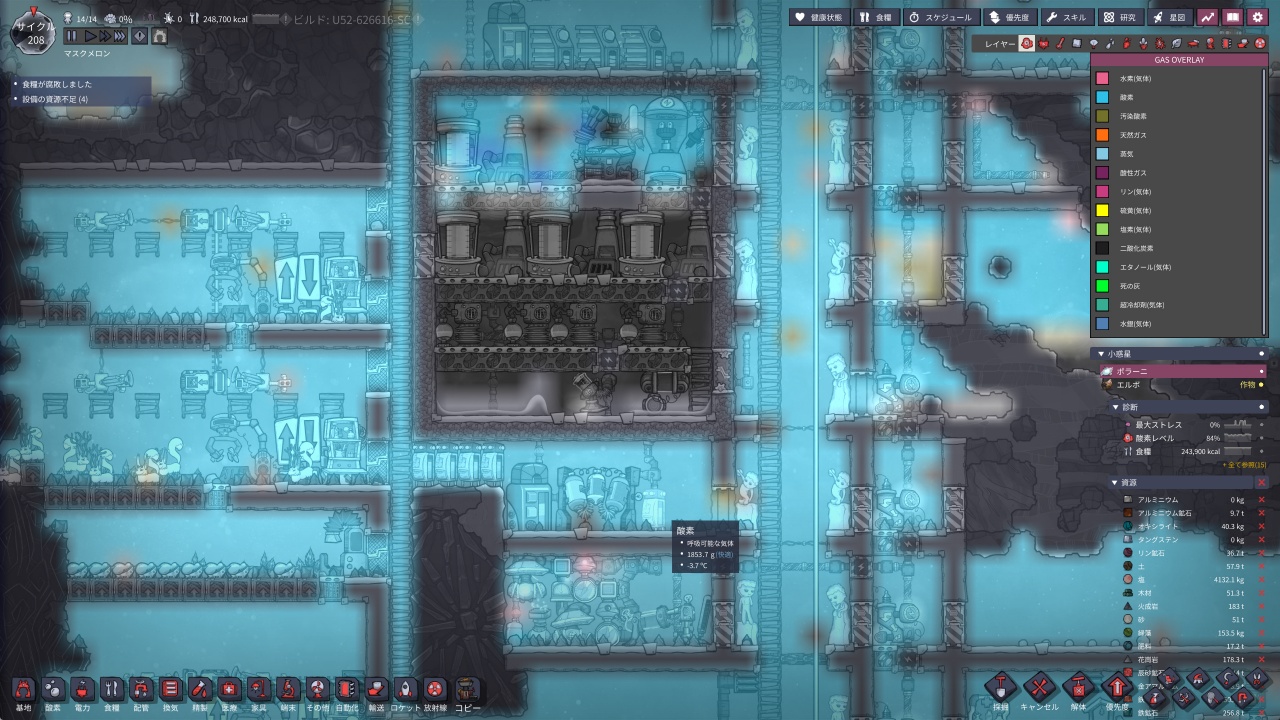 サイクル 208
14/14 0% 0 248,700 kcal
ビルド: U52-626616-SC
マスクメロン
• 食糧が腐敗しました
• 設備の資源不足 (4)
健康状態 食糧 スケジュール 優先度 スキル 研究 星図
レイヤー
GAS OVERLAY
水素(気体)
酸素
汚染酸素
天然ガス
蒸気
酸性ガス
リン(気体)
硫黄(気体)
塩素(気体)
二酸化炭素
エタノール(気体)
死の灰
超冷却剤(気体)
水銀(気体)
小惑星
ボラーニ
エルボ 作物
診断
最大ストレス 0%
酸素レベル 84%
食糧 243,900 kcal
+ 全て参照(15)
資源
アルミニウム 0 kg
アルミニウム鉱石 9.7 t
オキシライト 40.3 kg
タングステン 0 kg
リン鉱石 36.2 t
土 57.9 t
塩 4132.1 kg
木材 51.3 t
火成岩 183 t
砂 51 t
緑藻 153.5 kg
肥料 17.2 t
花崗岩 178.3 t
鉄鉱石 256.8 t
酸素
• 呼吸可能な気体
• 1853.7 g (快適)
• -3.7 °C
基地 酸素 電力 食糧 配管 換気 精製 医療 家具 端末 その他 自動化 輸送 ロケット 放射線 コピー
採掘 キャンセル 解体 優先度